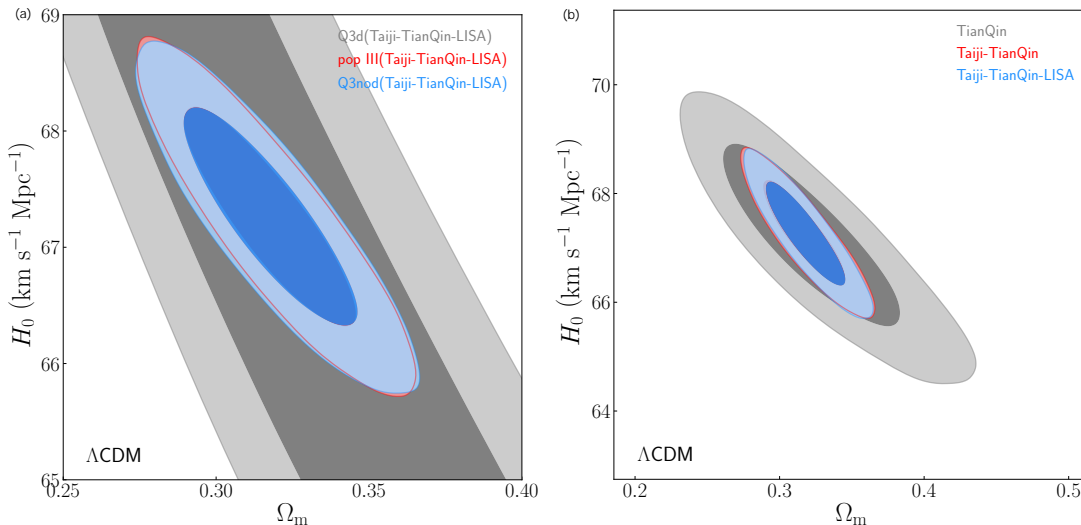 (a)
Q3d(Taiji-TianQin-LISA)
pop III(Taiji-TianQin-LISA)
Q3nod(Taiji-TianQin-LISA)
69
68
67
66
65
H₀ (km s⁻¹ Mpc⁻¹)
ΛCDM
0.25
0.30
0.35
0.40
Ωₘ
(b)
TianQin
Taiji-TianQin
Taiji-TianQin-LISA
70
68
66
64
H₀ (km s⁻¹ Mpc⁻¹)
ΛCDM
0.2
0.3
0.4
0.5
Ωₘ